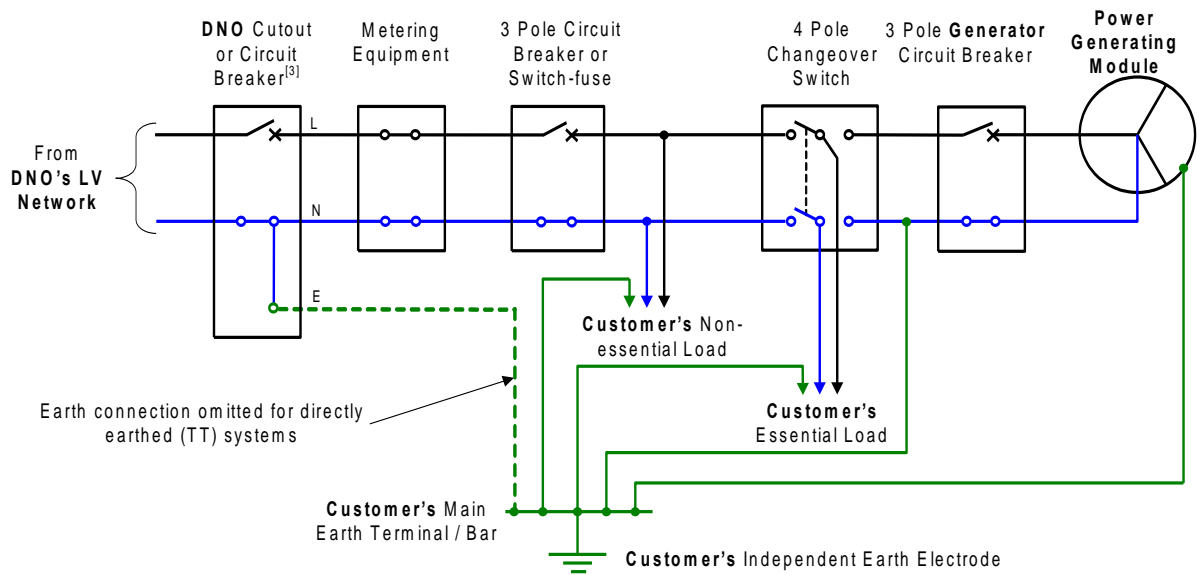 DNO Cutout
or Circuit
Breaker[3]
Metering
Equipment
3 Pole Circuit
Breaker or
Switch-fuse
4 Pole
Changeover
Switch
3 Pole Generator
Circuit Breaker
Power
Generating
Module
L
From
DNO's LV
Network
N
E
Customer's Non-
essential Load
Earth connection omitted for directly
earthed (TT) systems
Customer's
Essential Load
Customer's Main
Earth Terminal / Bar
Customer's Independent Earth Electrode